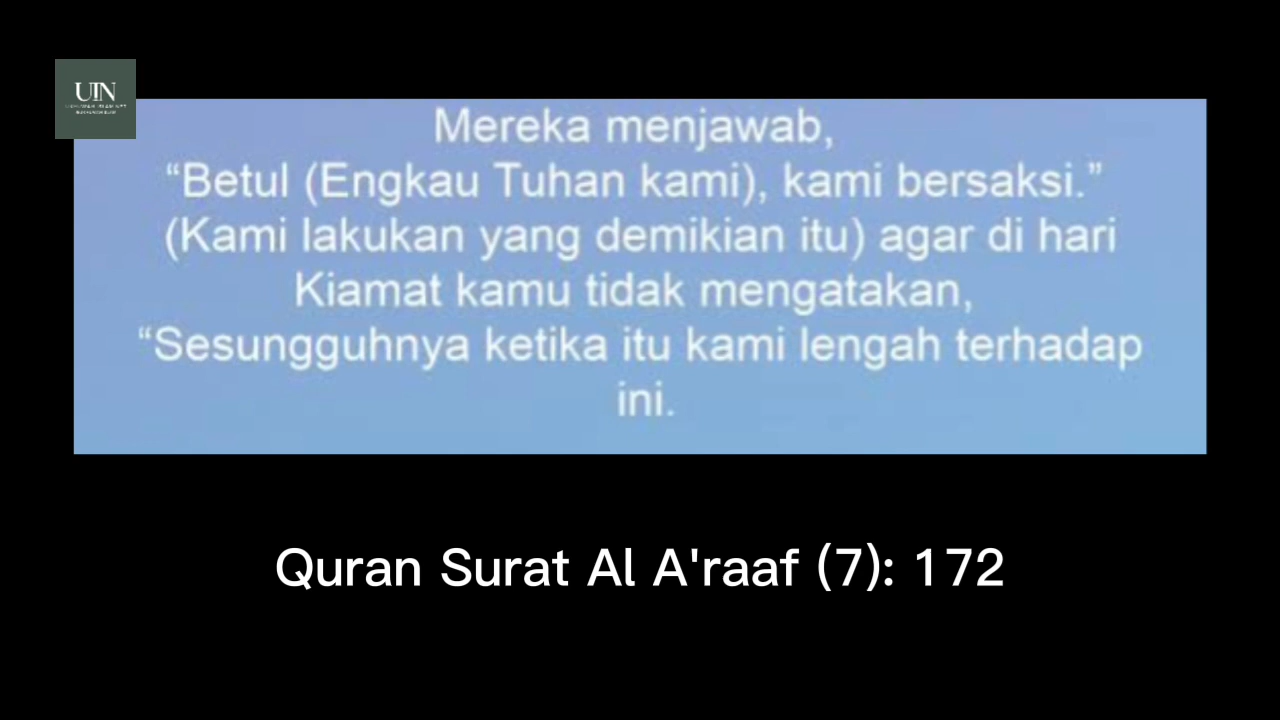 UIN
Mereka menjawab,
“Betul (Engkau Tuhan kami), kami bersaksi.”
(Kami lakukan yang demikian itu) agar di hari
Kiamat kamu tidak mengatakan,
“Sesungguhnya ketika itu kami lengah terhadap
ini.
Quran Surat Al A'raaf (7): 172